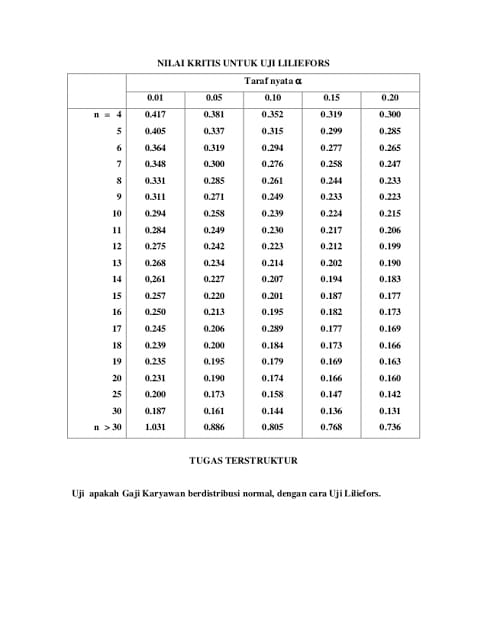 NILAI KRITIS UNTUK UJI LILIEFORS
Taraf nyata α
0.01 0.05 0.10 0.15 0.20
n = 4 0.417 0.381 0.352 0.319 0.300
5 0.405 0.337 0.315 0.299 0.285
6 0.364 0.319 0.294 0.277 0.265
7 0.348 0.300 0.276 0.258 0.247
8 0.331 0.285 0.261 0.244 0.233
9 0.311 0.271 0.249 0.233 0.223
10 0.294 0.258 0.239 0.224 0.215
11 0.284 0.249 0.230 0.217 0.206
12 0.275 0.242 0.223 0.212 0.199
13 0.268 0.234 0.214 0.202 0.190
14 0,261 0.227 0.207 0.194 0.183
15 0.257 0.220 0.201 0.187 0.177
16 0.250 0.213 0.195 0.182 0.173
17 0.245 0.206 0.289 0.177 0.169
18 0.239 0.200 0.184 0.173 0.166
19 0.235 0.195 0.179 0.169 0.163
20 0.231 0.190 0.174 0.166 0.160
25 0.200 0.173 0.158 0.147 0.142
30 0.187 0.161 0.144 0.136 0.131
n > 30 1.031 0.886 0.805 0.768 0.736
TUGAS TERSTRUKTUR
Uji apakah Gaji Karyawan berdistribusi normal, dengan cara Uji Liliefors.